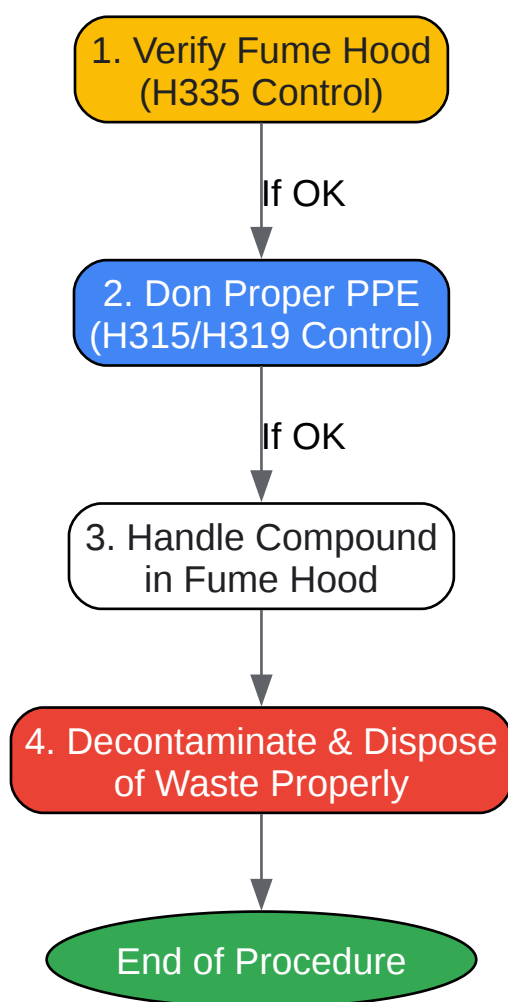 1. Verify Fume Hood
(H335 Control)
If OK
2. Don Proper PPE
(H315/H319 Control)
If OK
3. Handle Compound
in Fume Hood
4. Decontaminate & Dispose
of Waste Properly
End of Procedure